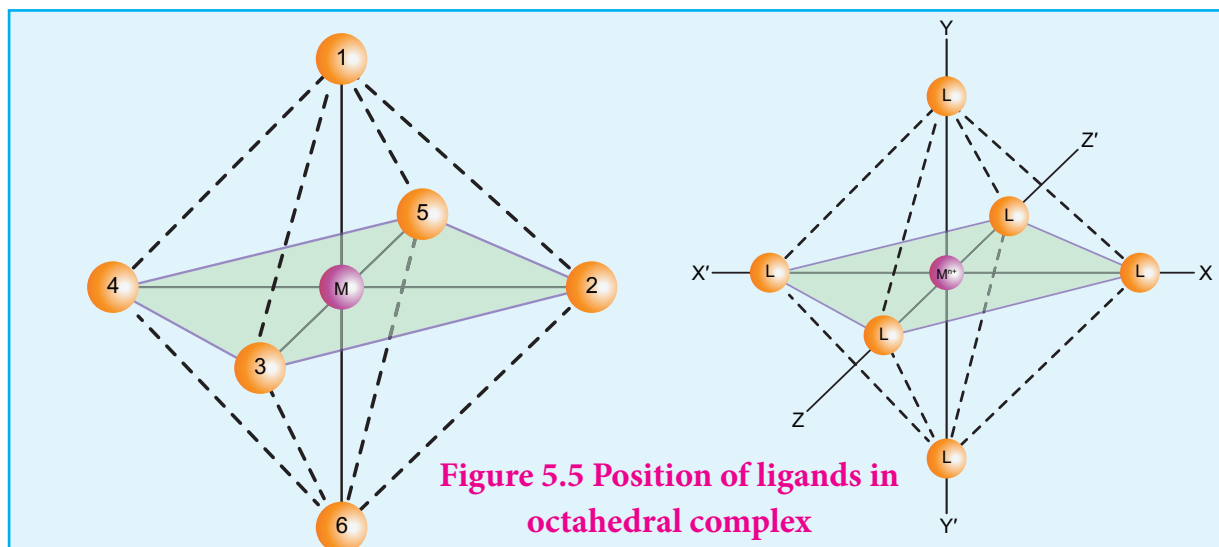 1
5
4
M
2
3
6
Y
L
Z′
L
X′
L
Mn+
L
X
L
Z
L
Y′
Figure 5.5 Position of ligands in
octahedral complex